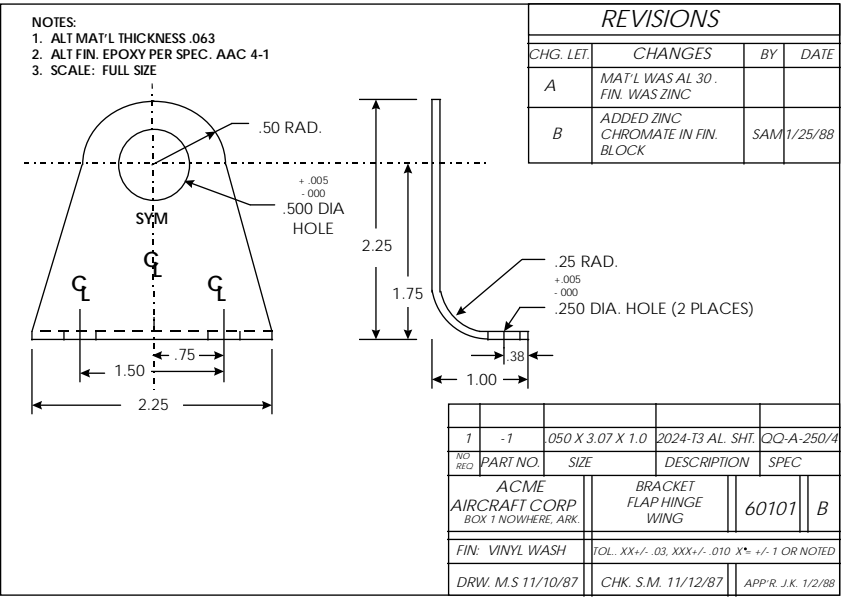 NOTES:
1. ALT MAT'L THICKNESS .063
2. ALT FIN. EPOXY PER SPEC. AAC 4-1
3. SCALE: FULL SIZE
REVISIONS
CHG. LET. CHANGES BY DATE
A MAT'L WAS AL 30 .
FIN. WAS ZINC
B ADDED ZINC
CHROMATE IN FIN.
BLOCK
SAM 1/25/88
.50 RAD.
+ .005
- 000
.500 DIA
HOLE
SYM
CL
CL
CL
.75
1.50
2.25
2.25
1.75
.25 RAD.
+.005
- 000
.250 DIA. HOLE (2 PLACES)
.38
1.00
1 -1 .050 X 3.07 X 1.0 2024-T3 AL. SHT. QQ-A-250/4
NO
REQ PART NO. SIZE DESCRIPTION SPEC
ACME
AIRCRAFT CORP
BOX 1 NOWHERE, ARK.
BRACKET
FLAP HINGE
WING
60101 B
FIN: VINYL WASH TOL.. XX+/- .03, XXX+/- .010 X°= +/- 1 OR NOTED
DRW. M.S 11/10/87 CHK. S.M. 11/12/87 APP'R. J.K. 1/2/88